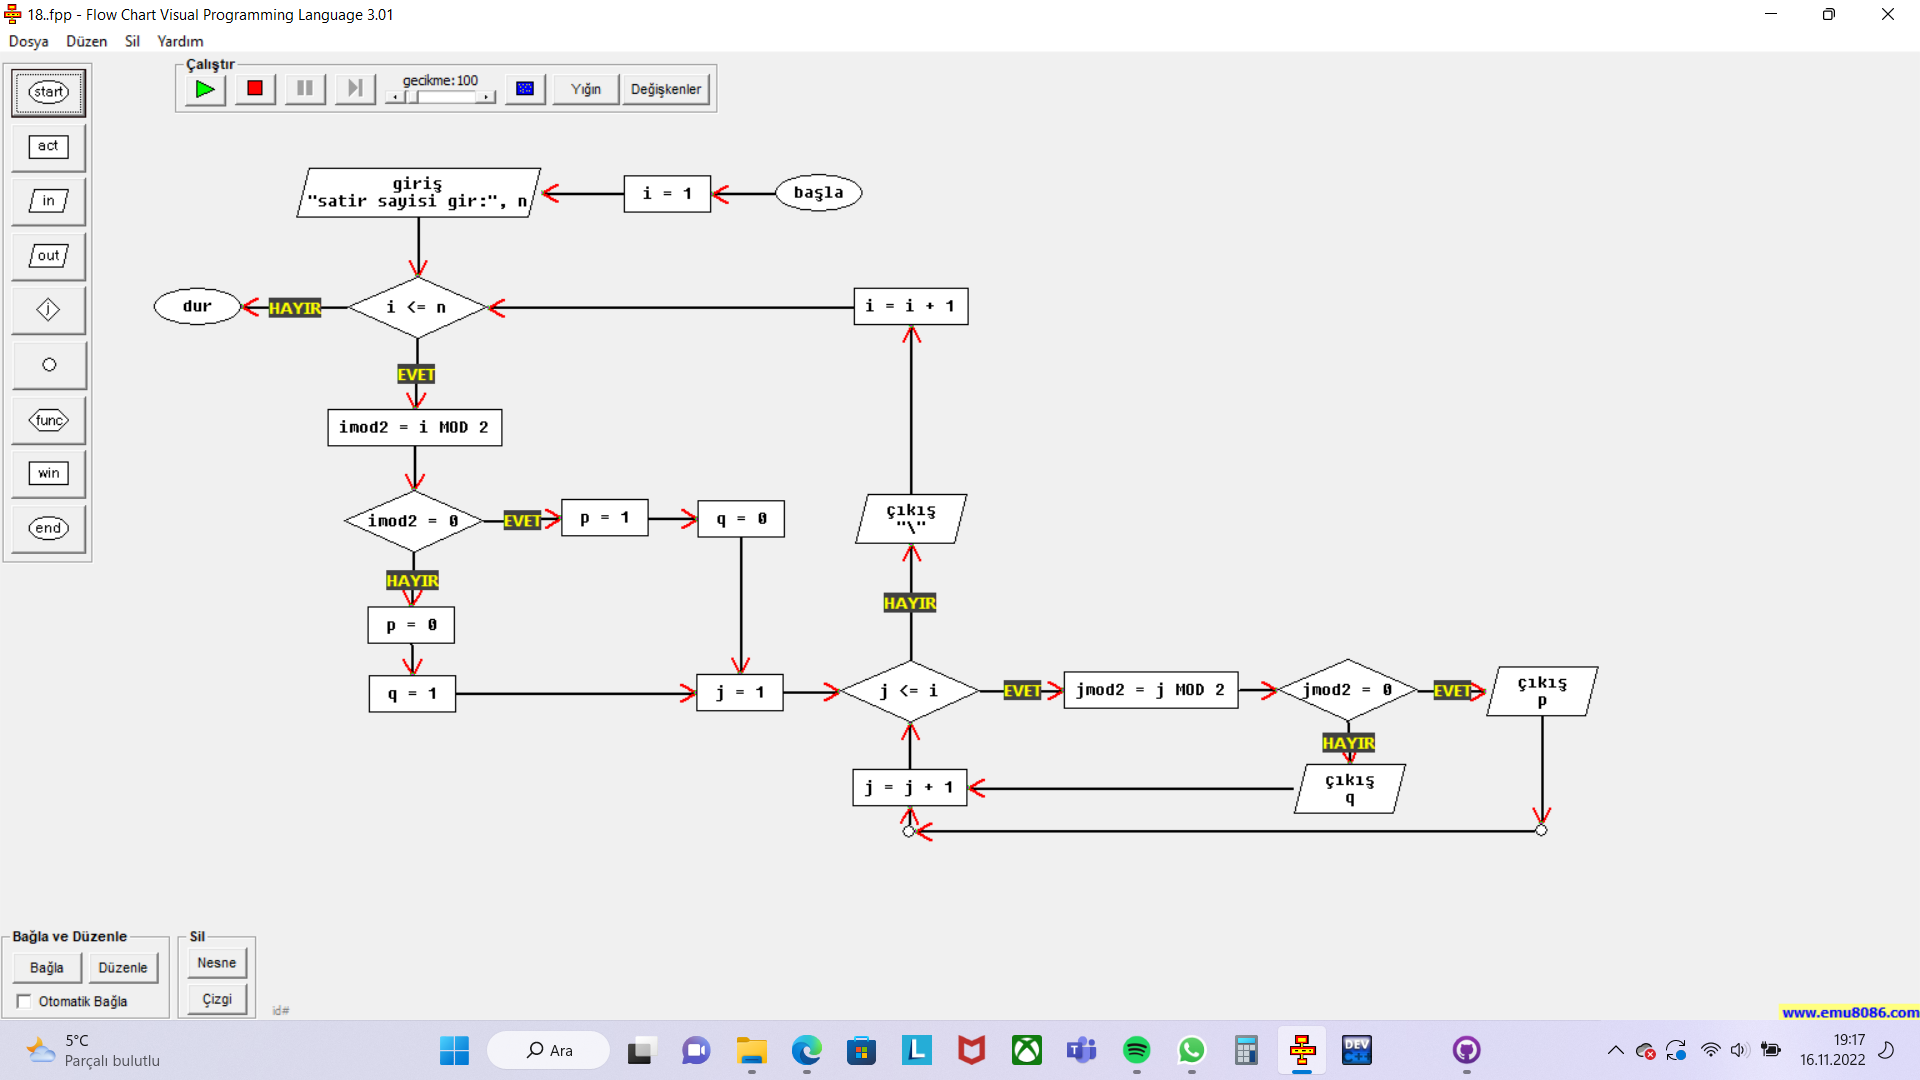 18..fpp - Flow Chart Visual Programming Language 3.01
Dosya Düzen Sil Yardım
Çalıştır
gecikme:100
Yığın
Değişkenler
start
act
in
out
j
func
win
end
başla
i = 1
giriş
"satir sayisi gir:", n
dur
HAYIR
i <= n
i = i + 1
EVET
imod2 = i MOD 2
imod2 = 0
EVET
p = 1
q = 0
çıkış
"\"
HAYIR
HAYIR
p = 0
q = 1
j = 1
j <= i
EVET
jmod2 = j MOD 2
jmod2 = 0
EVET
çıkış
p
HAYIR
j = j + 1
çıkış
q
Bağla ve Düzenle
Bağla
Düzenle
Otomatik Bağla
Sil
Nesne
Çizgi
id#
www.emu8086.com
5°C
Parçalı bulutlu
Ara
L
DEV
C++
19:17
16.11.2022